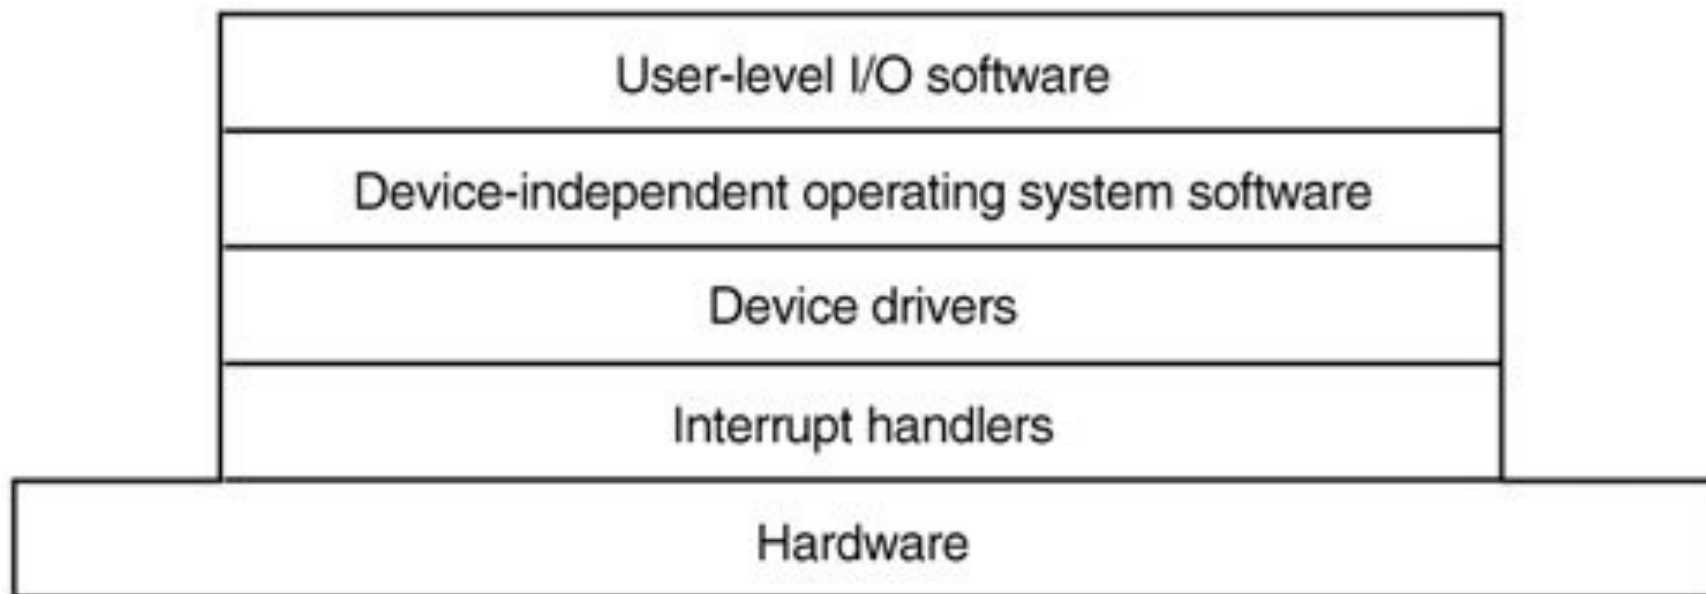 User-level I/O software
Device-independent operating system software
Device drivers
Interrupt handlers
Hardware